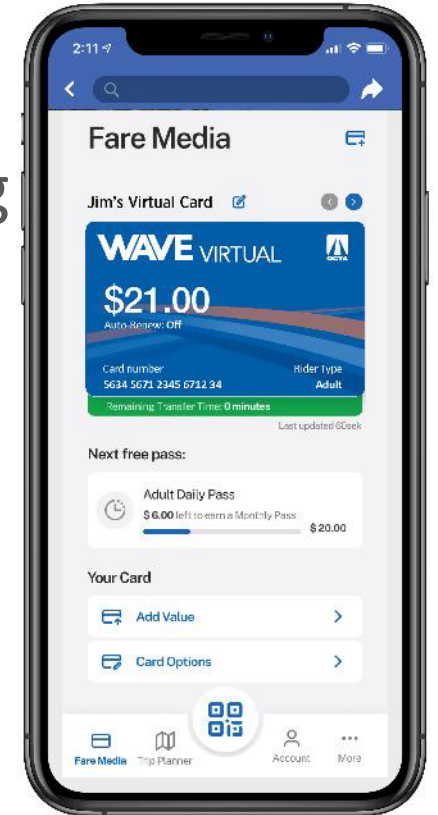 g
2:11
Fare Media
Jim's Virtual Card
WAVE VIRTUAL
OCTA
$21.00
Auto-Renew: Off
Card number
Rider Type
5634 5671 2345 6712 34
Adult
Remaining Transfer Time: 0 minutes
Last updated 60sek
Next free pass:
Adult Daily Pass
$6.00 left to earn a Monthly Pass
$20.00
Your Card
Add Value
Card Options
Fare Media
Trip Planner
Account
More